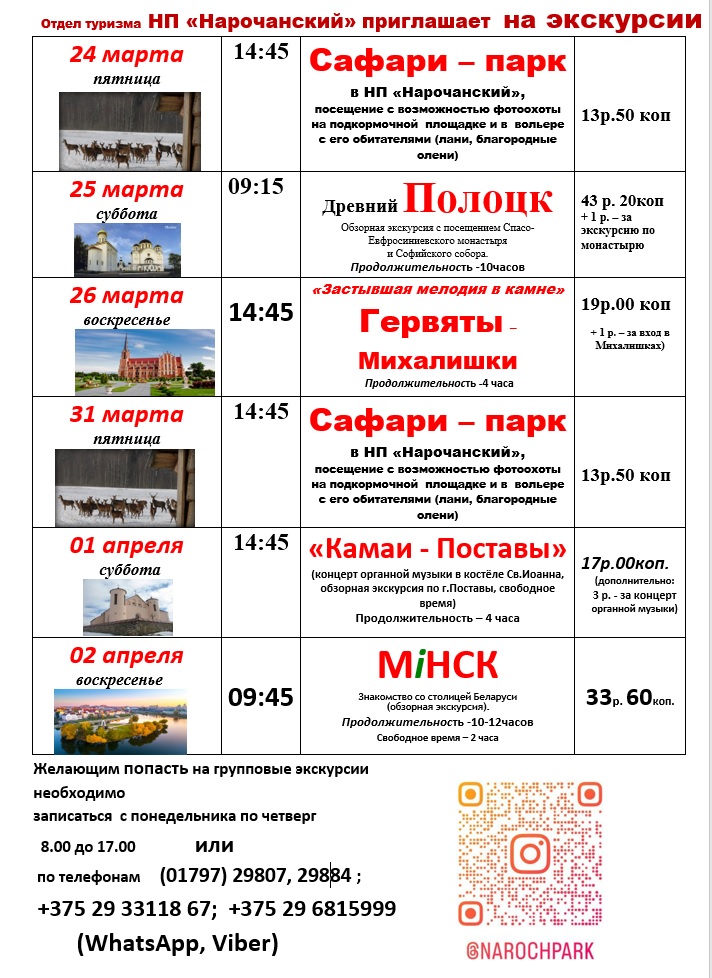 Отдел туризма НП «Нарочанский» приглашает на экскурсии
24 марта
пятница
14:45
Сафари – парк
в НП «Нарочанский»,
посещение с возможностью фотоохоты
на подкормочной площадке и в вольере
с его обитателями (лани, благородные
олени)
13р.50 коп
25 марта
суббота
09:15
Древний Полоцк
Обзорная экскурсия с посещением Спасо-
Евфросиниевского монастыря
и Софийского собора.
Продолжительность -10часов
43 р. 20коп
+ 1 р. – за
экскурсию по
монастырю
26 марта
воскресенье
14:45
«Застывшая мелодия в камне»
Гервяты –
Михалишки
Продолжительность -4 часа
19р.00 коп
+ 1 р. – за вход в
Михалишках)
31 марта
пятница
14:45
Сафари – парк
в НП «Нарочанский»,
посещение с возможностью фотоохоты
на подкормочной площадке и в вольере
с его обитателями (лани, благородные
олени)
13р.50 коп
01 апреля
суббота
14:45
«Камаи - Поставы»
(концерт органной музыки в костёле Св.Иоанна,
обзорная экскурсия по г.Поставы, свободное
время)
Продолжительность – 4 часа
17р.00коп.
(дополнительно:
3 р. - за концерт
органной музыки)
02 апреля
воскресенье
09:45
МiНСК
Знакомство со столицей Беларуси
(обзорная экскурсия).
Продолжительность -10-12часов
Свободное время – 2 часа
33р. 60коп.
Желающим попасть на групповые экскурсии
необходимо
записаться с понедельника по четверг
8.00 до 17.00 или
по телефонам (01797) 29807, 29884 ;
+375 29 33118 67; +375 29 6815999
(WhatsApp, Viber)
@NAROCHPARK